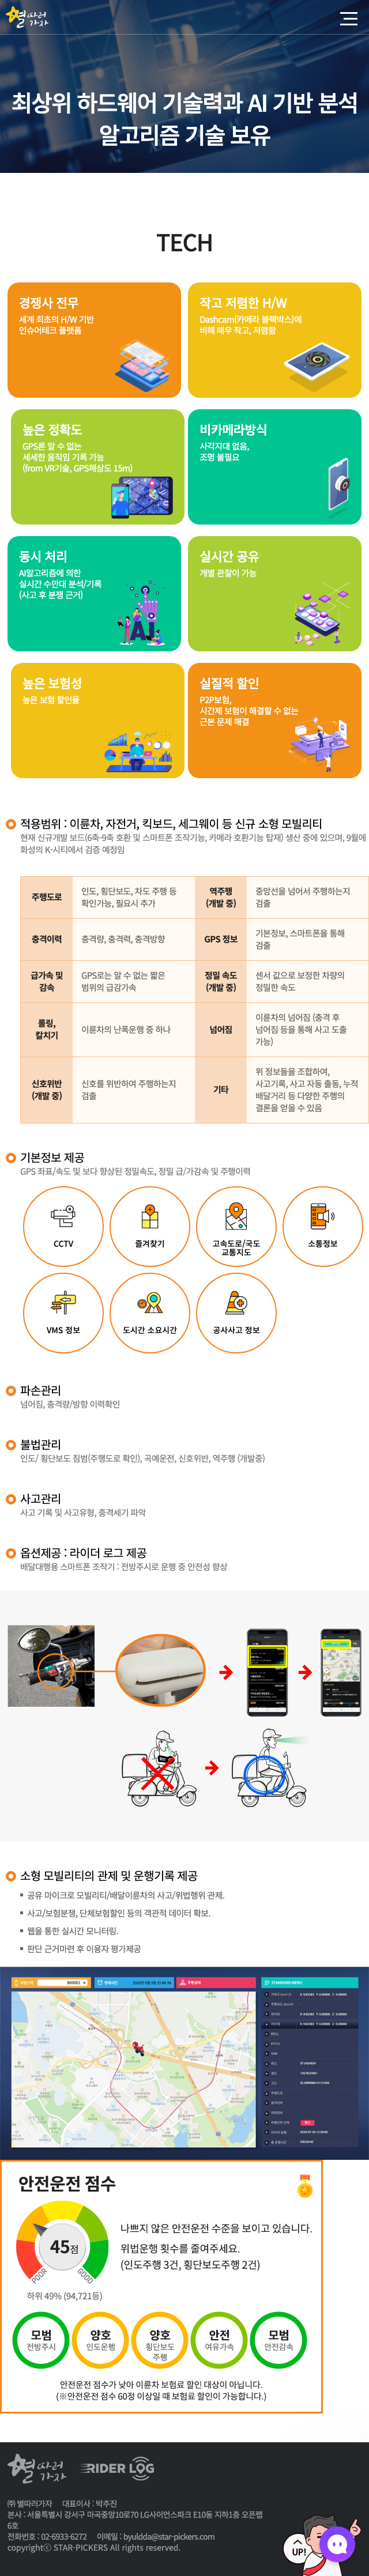 별 따러 가자
최상위 하드웨어 기술력과 AI 기반 분석
알고리즘 기술 보유
TECH
경쟁사 전무
세계 최초의 H/W 기반
인슈어테크 플랫폼
작고 저렴한 H/W
Dashcam(카메라 블랙박스)에
비해 매우 작고, 저렴함
높은 정확도
GPS론 알 수 없는
세세한 움직임 기록 가능
(from VR기술, GPS해상도 15m)
비카메라방식
사각지대 없음,
조명 불필요
동시 처리
AI알고리즘에 의한
실시간 수만대 분석/기록
(사고 후 분쟁 근거)
AI
실시간 공유
개별 관찰이 가능
높은 보험성
높은 보험 할인율
실질적 할인
P2P보험,
시간제 보험이 해결할 수 없는
근본 문제 해결
적용범위 : 이륜차, 자전거, 킥보드, 세그웨이 등 신규 소형 모빌리티
현재 신규개발 보드(6축-9축 호환 및 스마트폰 조작기능, 카메라 호환기능 탑재) 생산 중에 있으며, 9월에
화성의 K-시티에서 검증 예정임
주행도로
인도, 횡단보도, 차도 주행 등
확인가능, 필요시 추가
역주행
(개발 중)
중앙선을 넘어서 주행하는지
검출
충격이력
충격량, 충격력, 충격방향
GPS 정보
기본정보, 스마트폰을 통해
검출
급가속 및
감속
GPS로는 알 수 없는 짧은
범위의 급감가속
정밀 속도
(개발 중)
센서 값으로 보정한 차량의
정밀한 속도
롤링,
칼치기
이륜차의 난폭운행 중 하나
넘어짐
이륜차의 넘어짐 (충격 후
넘어짐 등을 통해 사고 도출
가능)
신호위반
(개발 중)
신호를 위반하여 주행하는지
검출
기타
위 정보들을 조합하여,
사고기록, 사고 자동 출동, 누적
배달거리 등 다양한 주행의
결론을 얻을 수 있음
기본정보 제공
GPS 좌표/속도 및 보다 향상된 정밀속도, 정밀 급/가감속 및 주행이력
CCTV
즐겨찾기
고속도로/국도
교통지도
소통정보
VMS 정보
도시간 소요시간
공사사고 정보
파손관리
넘어짐, 충격량/방향 이력확인
불법관리
인도/ 횡단보도 침범(주행도로 확인), 곡예운전, 신호위반, 역주행 (개발중)
사고관리
사고 기록 및 사고유형, 충격세기 파악
옵션제공 : 라이더 로그 제공
배달대행용 스마트폰 조작기 : 전방주시로 운행 중 안전성 향상
소형 모빌리티의 관제 및 운행기록 제공
공유 마이크로 모빌리티/배달이륜차의 사고/위법행위 관제.
사고/보험분쟁, 단체보험할인 등의 객관적 데이터 확보.
웹을 통한 실시간 모니터링.
판단 근거마련 후 이용자 평가제공
STANDARD MENU
안전운전 점수
45점
POOR
GOOD
하위 49% (94,721등)
나쁘지 않은 안전운전 수준을 보이고 있습니다.
위법운행 횟수를 줄여주세요.
(인도주행 3건, 횡단보도주행 2건)
모범
전방주시
양호
인도운행
양호
횡단보도
주행
안전
여유가속
모범
안전감속
안전운전 점수가 낮아 이륜차 보험료 할인 대상이 아닙니다.
(※안전운전 점수 60점 이상일 때 보험료 할인이 가능합니다.)
별 따러 가자
RIDER LOG
㈜ 별따러가자 대표이사 : 박추진
본사 : 서울특별시 강서구 마곡중앙10로70 LG사이언스파크 E10동 지하1층 오픈랩
6호
전화번호 : 02-6933-6272 이메일 : byuldda@star-pickers.com
copyrightⓒ STAR-PICKERS All rights reserved.
UP!